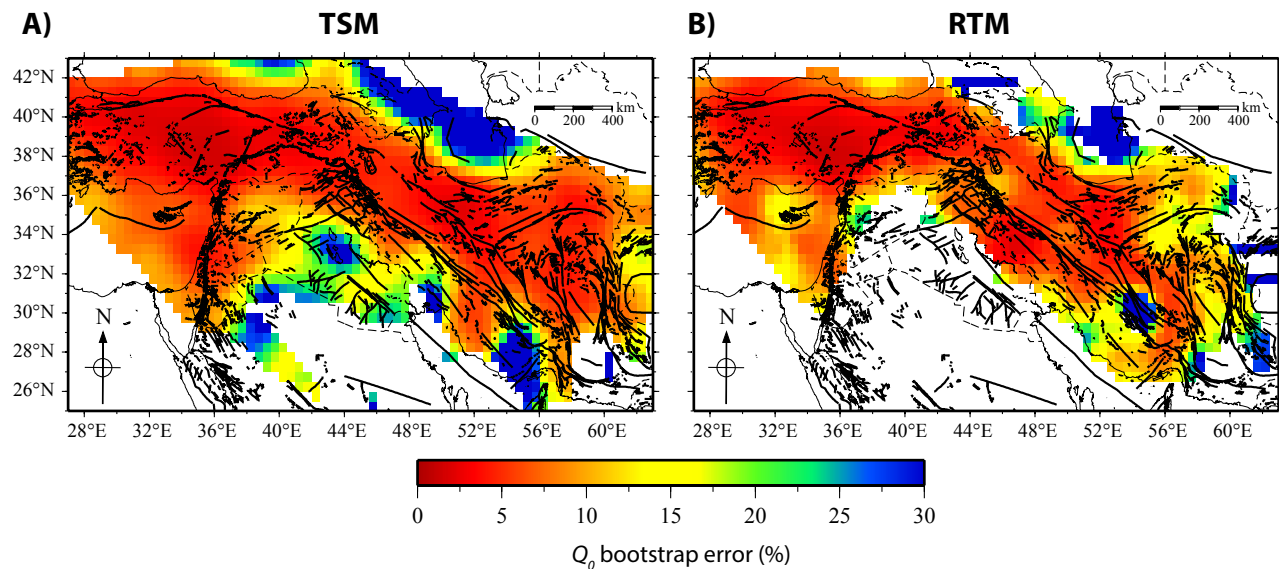 A) TSM B) RTM
42°N
40°N
38°N
36°N
34°N
32°N
30°N
28°N
26°N
km
0 200 400
N
km
0 200 400
N
28°E 32°E 36°E 40°E 44°E 48°E 52°E 56°E 60°E
28°E 32°E 36°E 40°E 44°E 48°E 52°E 56°E 60°E
0 5 10 15 20 25 30
Q0 bootstrap error (%)